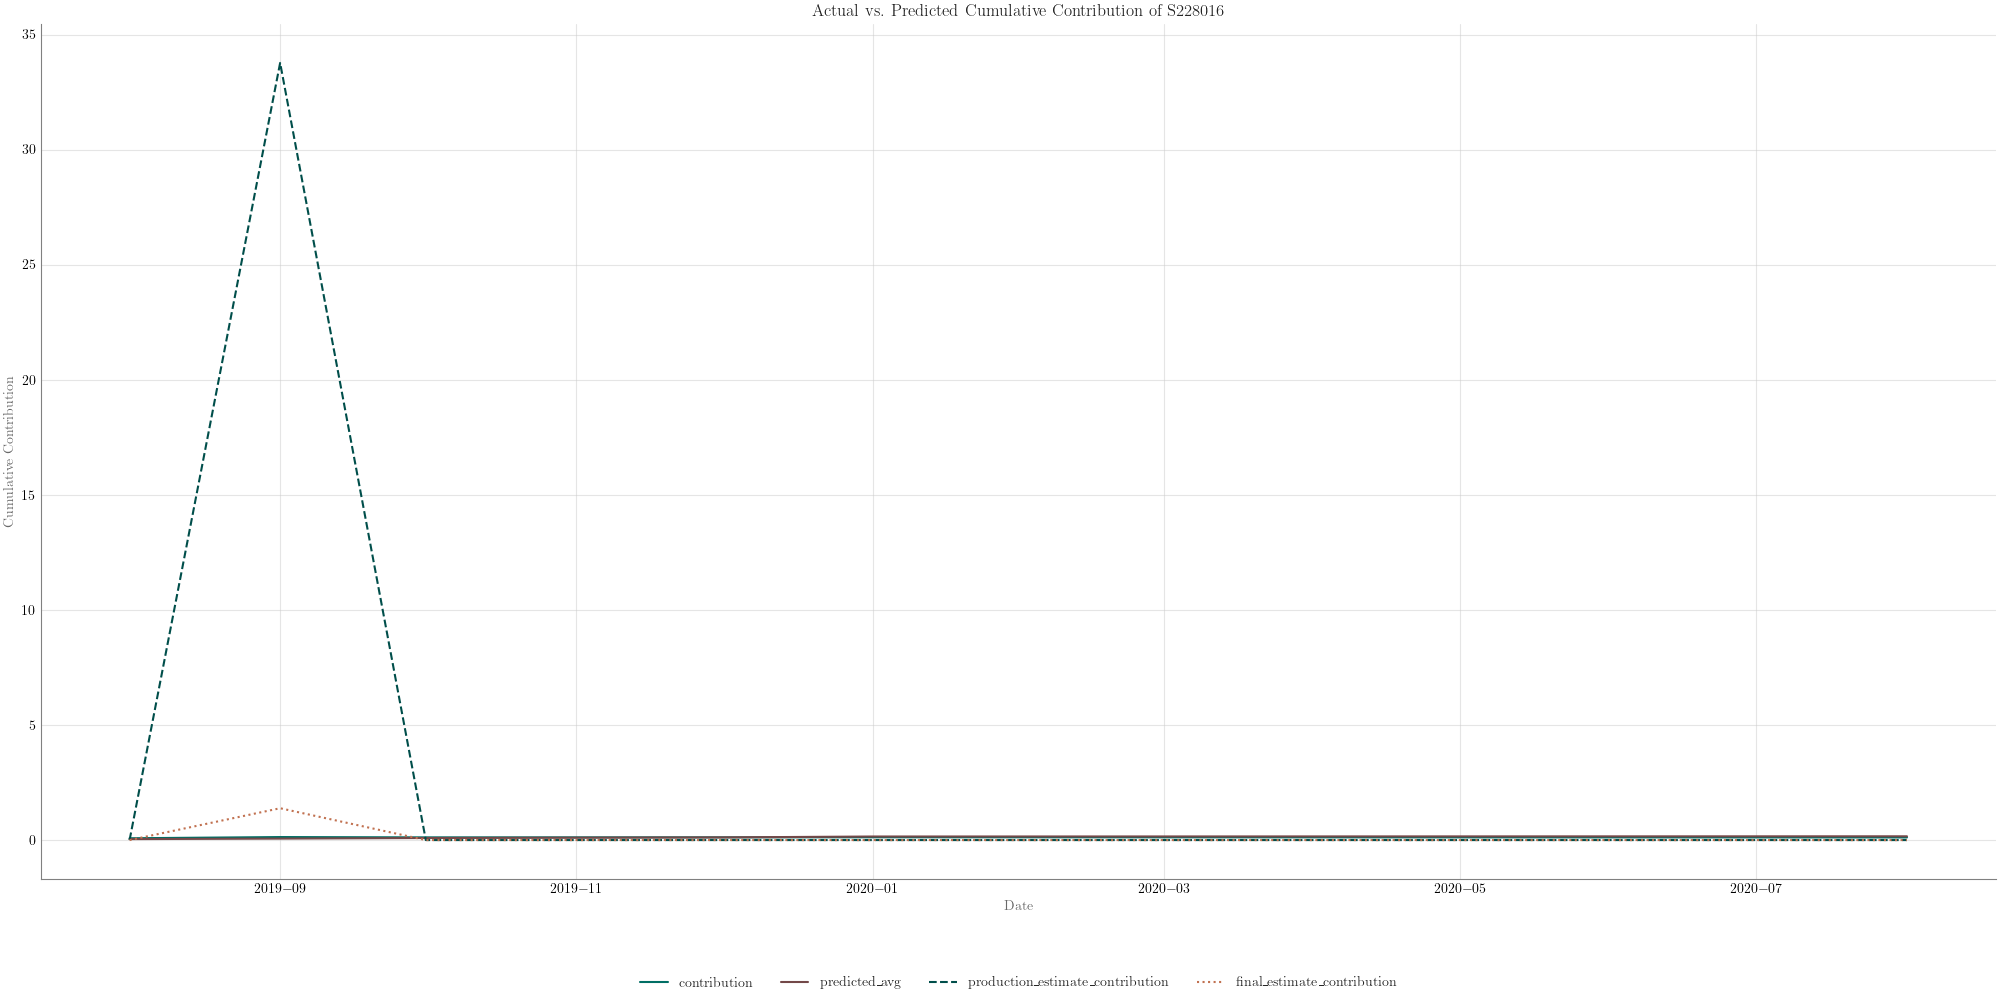 Actual vs. Predicted Cumulative Contribution of S228016
35
30
25
20
15
10
5
0
Cumulative Contribution
2019−09 2019−11 2020−01 2020−03 2020−05 2020−07
Date
contribution predicted_avg production_estimate_contribution final_estimate_contribution